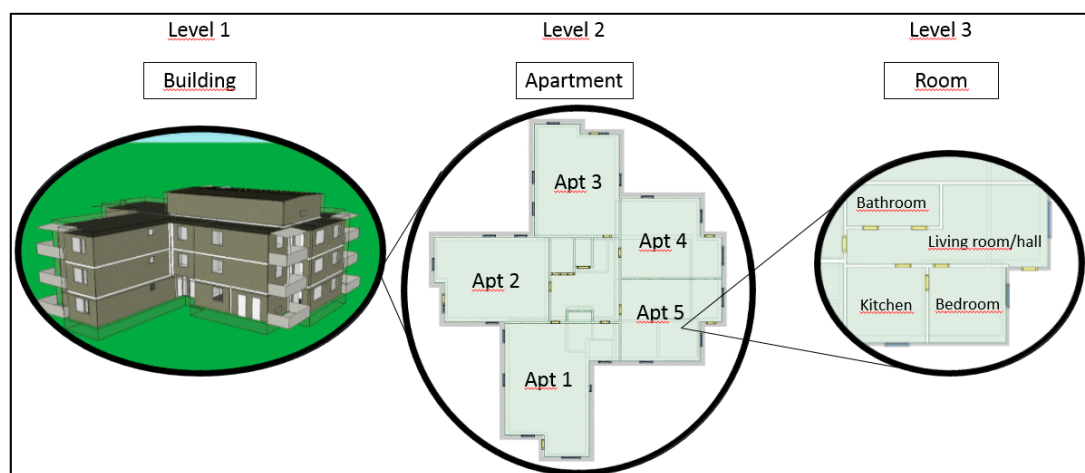 Level 1
Level 2
Level 3
Building
Apartment
Room
Apt 3
Apt 4
Apt 2
Apt 5
Apt 1
Bathroom
Living room/hall
Kitchen
Bedroom